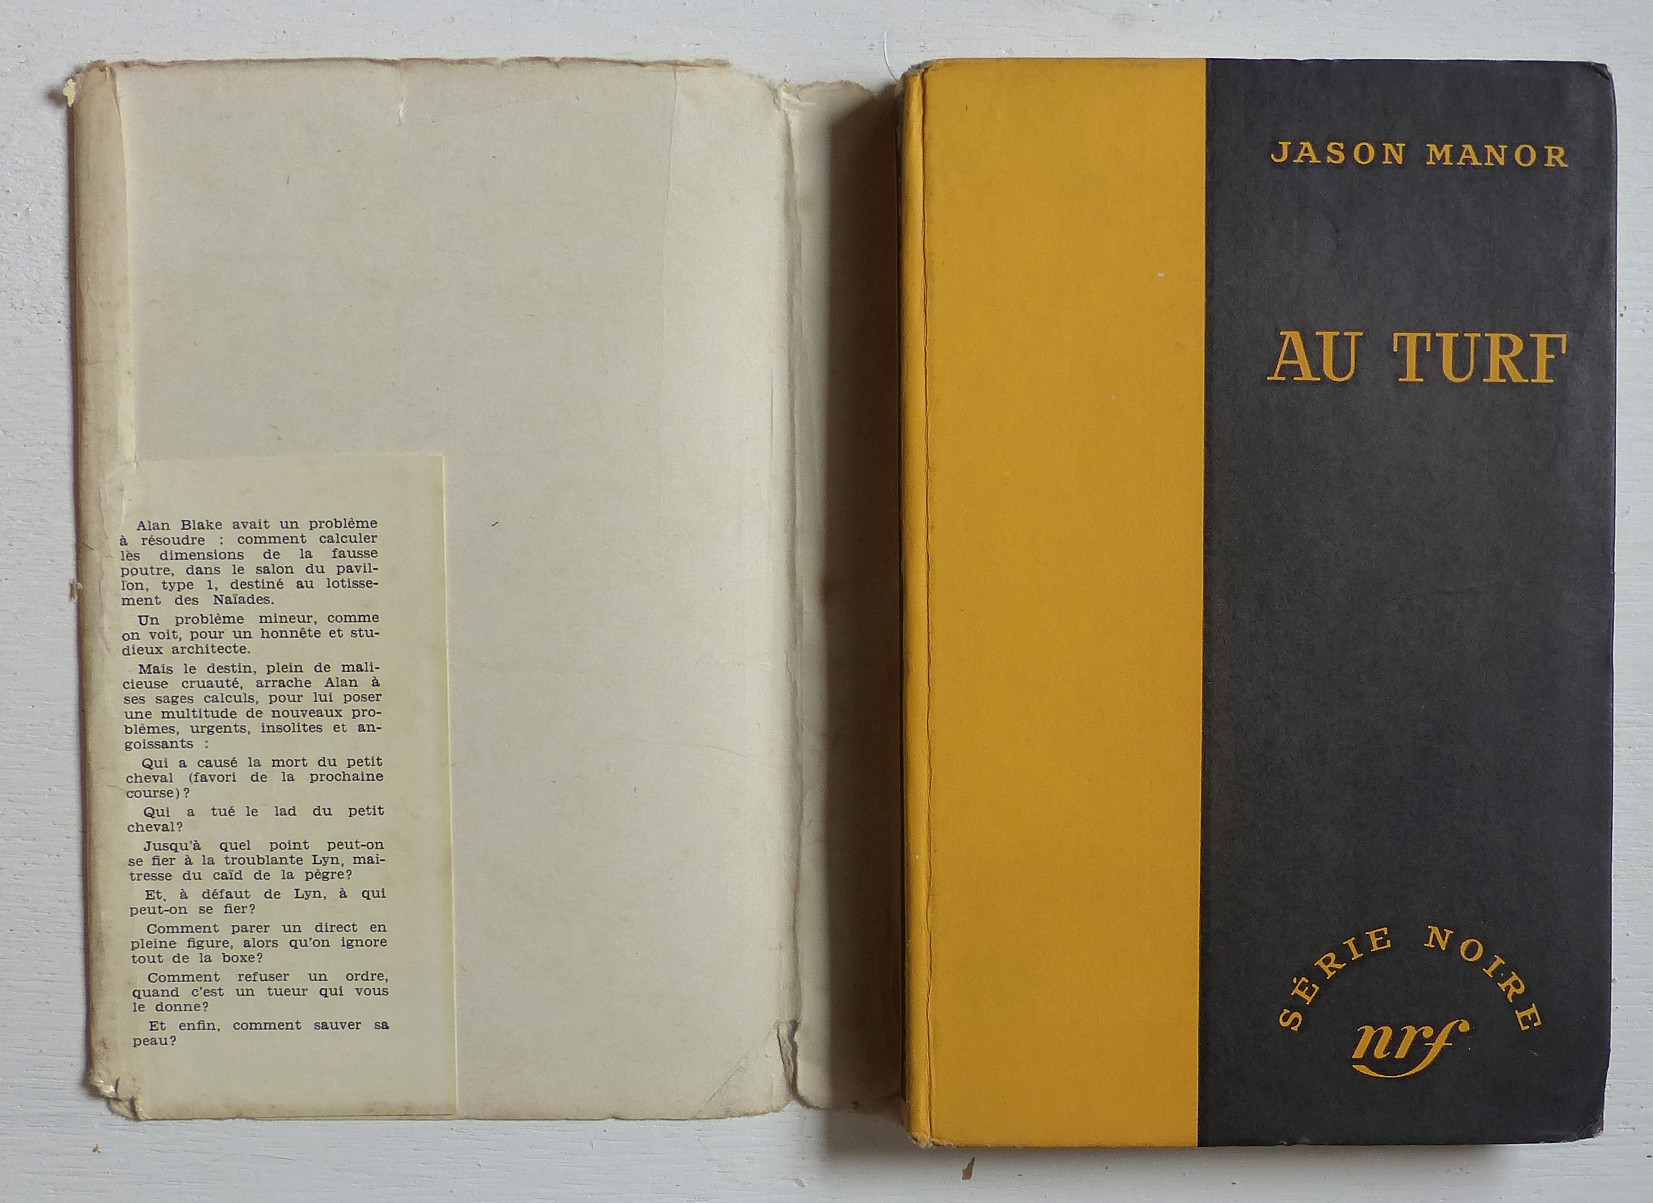 Alan Blake avait un problème
à résoudre : comment calculer
les dimensions de la fausse
poutre, dans le salon du pavil-
lon, type 1, destiné au lotisse-
ment des Naïades.
Un problème mineur, comme
on voit, pour un honnête et stu-
dieux architecte.
Mais le destin, plein de mali-
cieuse cruauté, arrache Alan à
ses sages calculs, pour lui poser
une multitude de nouveaux pro-
blèmes, urgents, insolites et an-
goissants :
Qui a causé la mort du petit
cheval (favori de la prochaine
course)?
Qui a tué le lad du petit
cheval?
Jusqu'à quel point peut-on
se fier à la troublante Lyn, mai-
tresse du caïd de la pègre?
Et, à défaut de Lyn, à qui
peut-on se fier?
Comment parer un direct en
pleine figure, alors qu'on ignore
tout de la boxe?
Comment refuser un ordre,
quand c'est un tueur qui vous
le donne?
Et enfin, comment sauver sa
peau?
JASON MANOR
AU TURF
SÉRIE NOIRE
nrf